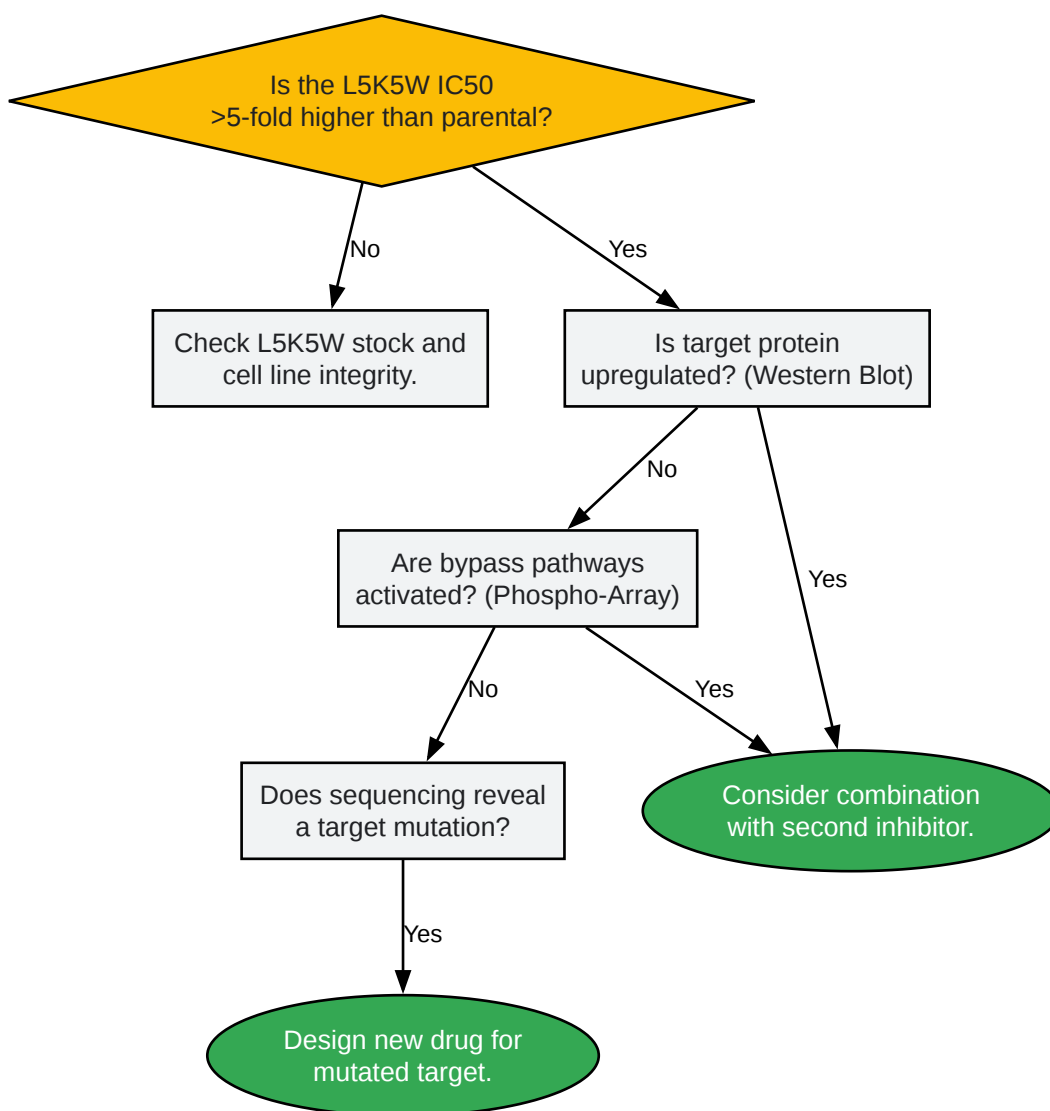 Is the L5K5W IC50
>5-fold higher than parental?
No
Yes
Check L5K5W stock and
cell line integrity.
Is target protein
upregulated? (Western Blot)
No
Yes
Are bypass pathways
activated? (Phospho-Array)
No
Yes
Does sequencing reveal
a target mutation?
Consider combination
with second inhibitor.
Yes
Design new drug for
mutated target.